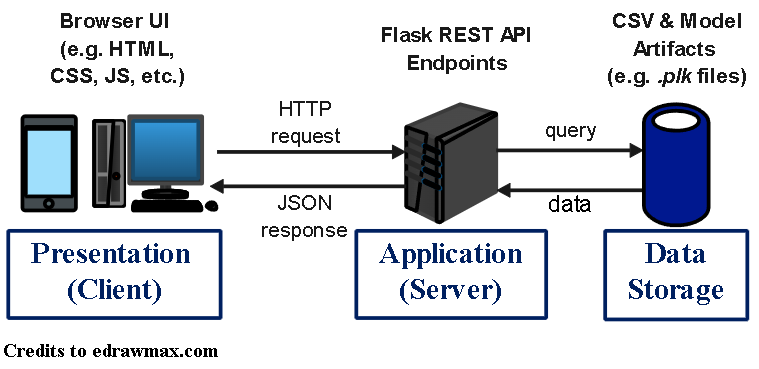 Browser UI
(e.g. HTML,
CSS, JS, etc.)
Flask REST API
Endpoints
CSV & Model
Artifacts
(e.g. .plk files)
HTTP
request
query
JSON
response
data
Presentation
(Client)
Application
(Server)
Data
Storage
Credits to edrawmax.com